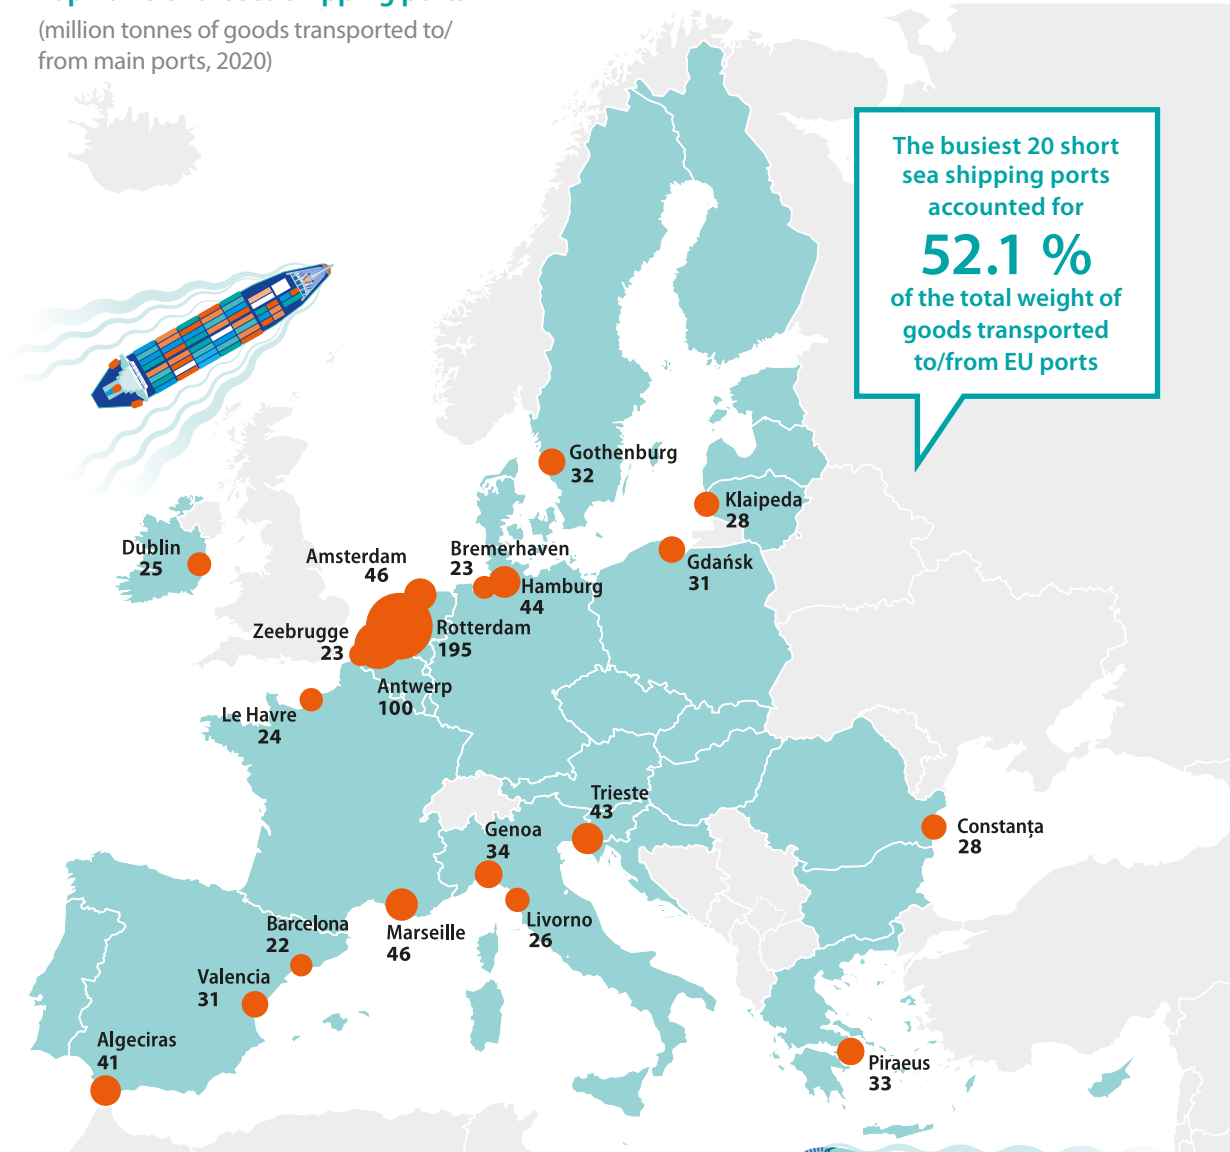 (million tonnes of goods transported to/
from main ports, 2020)
The busiest 20 short
sea shipping ports
accounted for
52.1 %
of the total weight of
goods transported
to/from EU ports
Gothenburg
32
Klaipeda
28
Dublin
25
Amsterdam
46
Bremerhaven
23
Hamburg
44
Gdańsk
31
Zeebrugge
23
Rotterdam
195
Antwerp
100
Le Havre
24
Trieste
43
Genoa
34
Constanța
28
Livorno
26
Barcelona
22
Marseille
46
Valencia
31
Algeciras
41
Piraeus
33